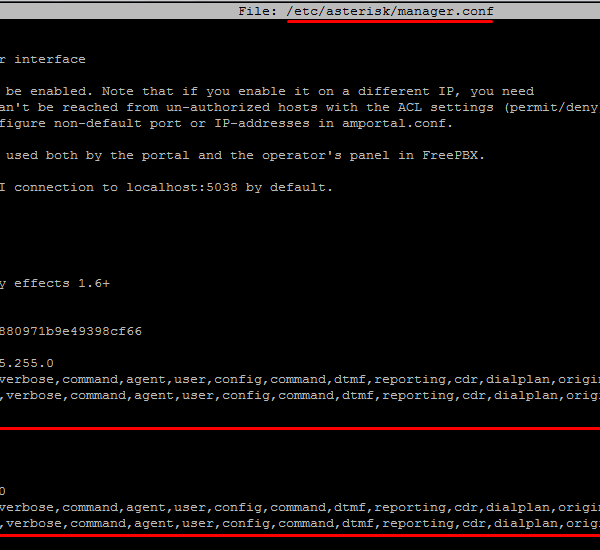 File: /etc/asterisk/manager.conf
r interface
be enabled. Note that if you enable it on a different IP, you need
an't be reached from un-authorized hosts with the ACL settings (permit/deny
figure non-default port or IP-addresses in amportal.conf.
used both by the portal and the operator's panel in FreePBX.
I connection to localhost:5038 by default.
y effects 1.6+
880971b9e49398cf66
5.255.0
verbose,command,agent,user,config,command,dtmf,reporting,cdr,dialplan,origi
,verbose,command,agent,user,config,command,dtmf,reporting,cdr,dialplan,orig
0
verbose,command,agent,user,config,command,dtmf,reporting,cdr,dialplan,origi
,verbose,command,agent,user,config,command,dtmf,reporting,cdr,dialplan,orig